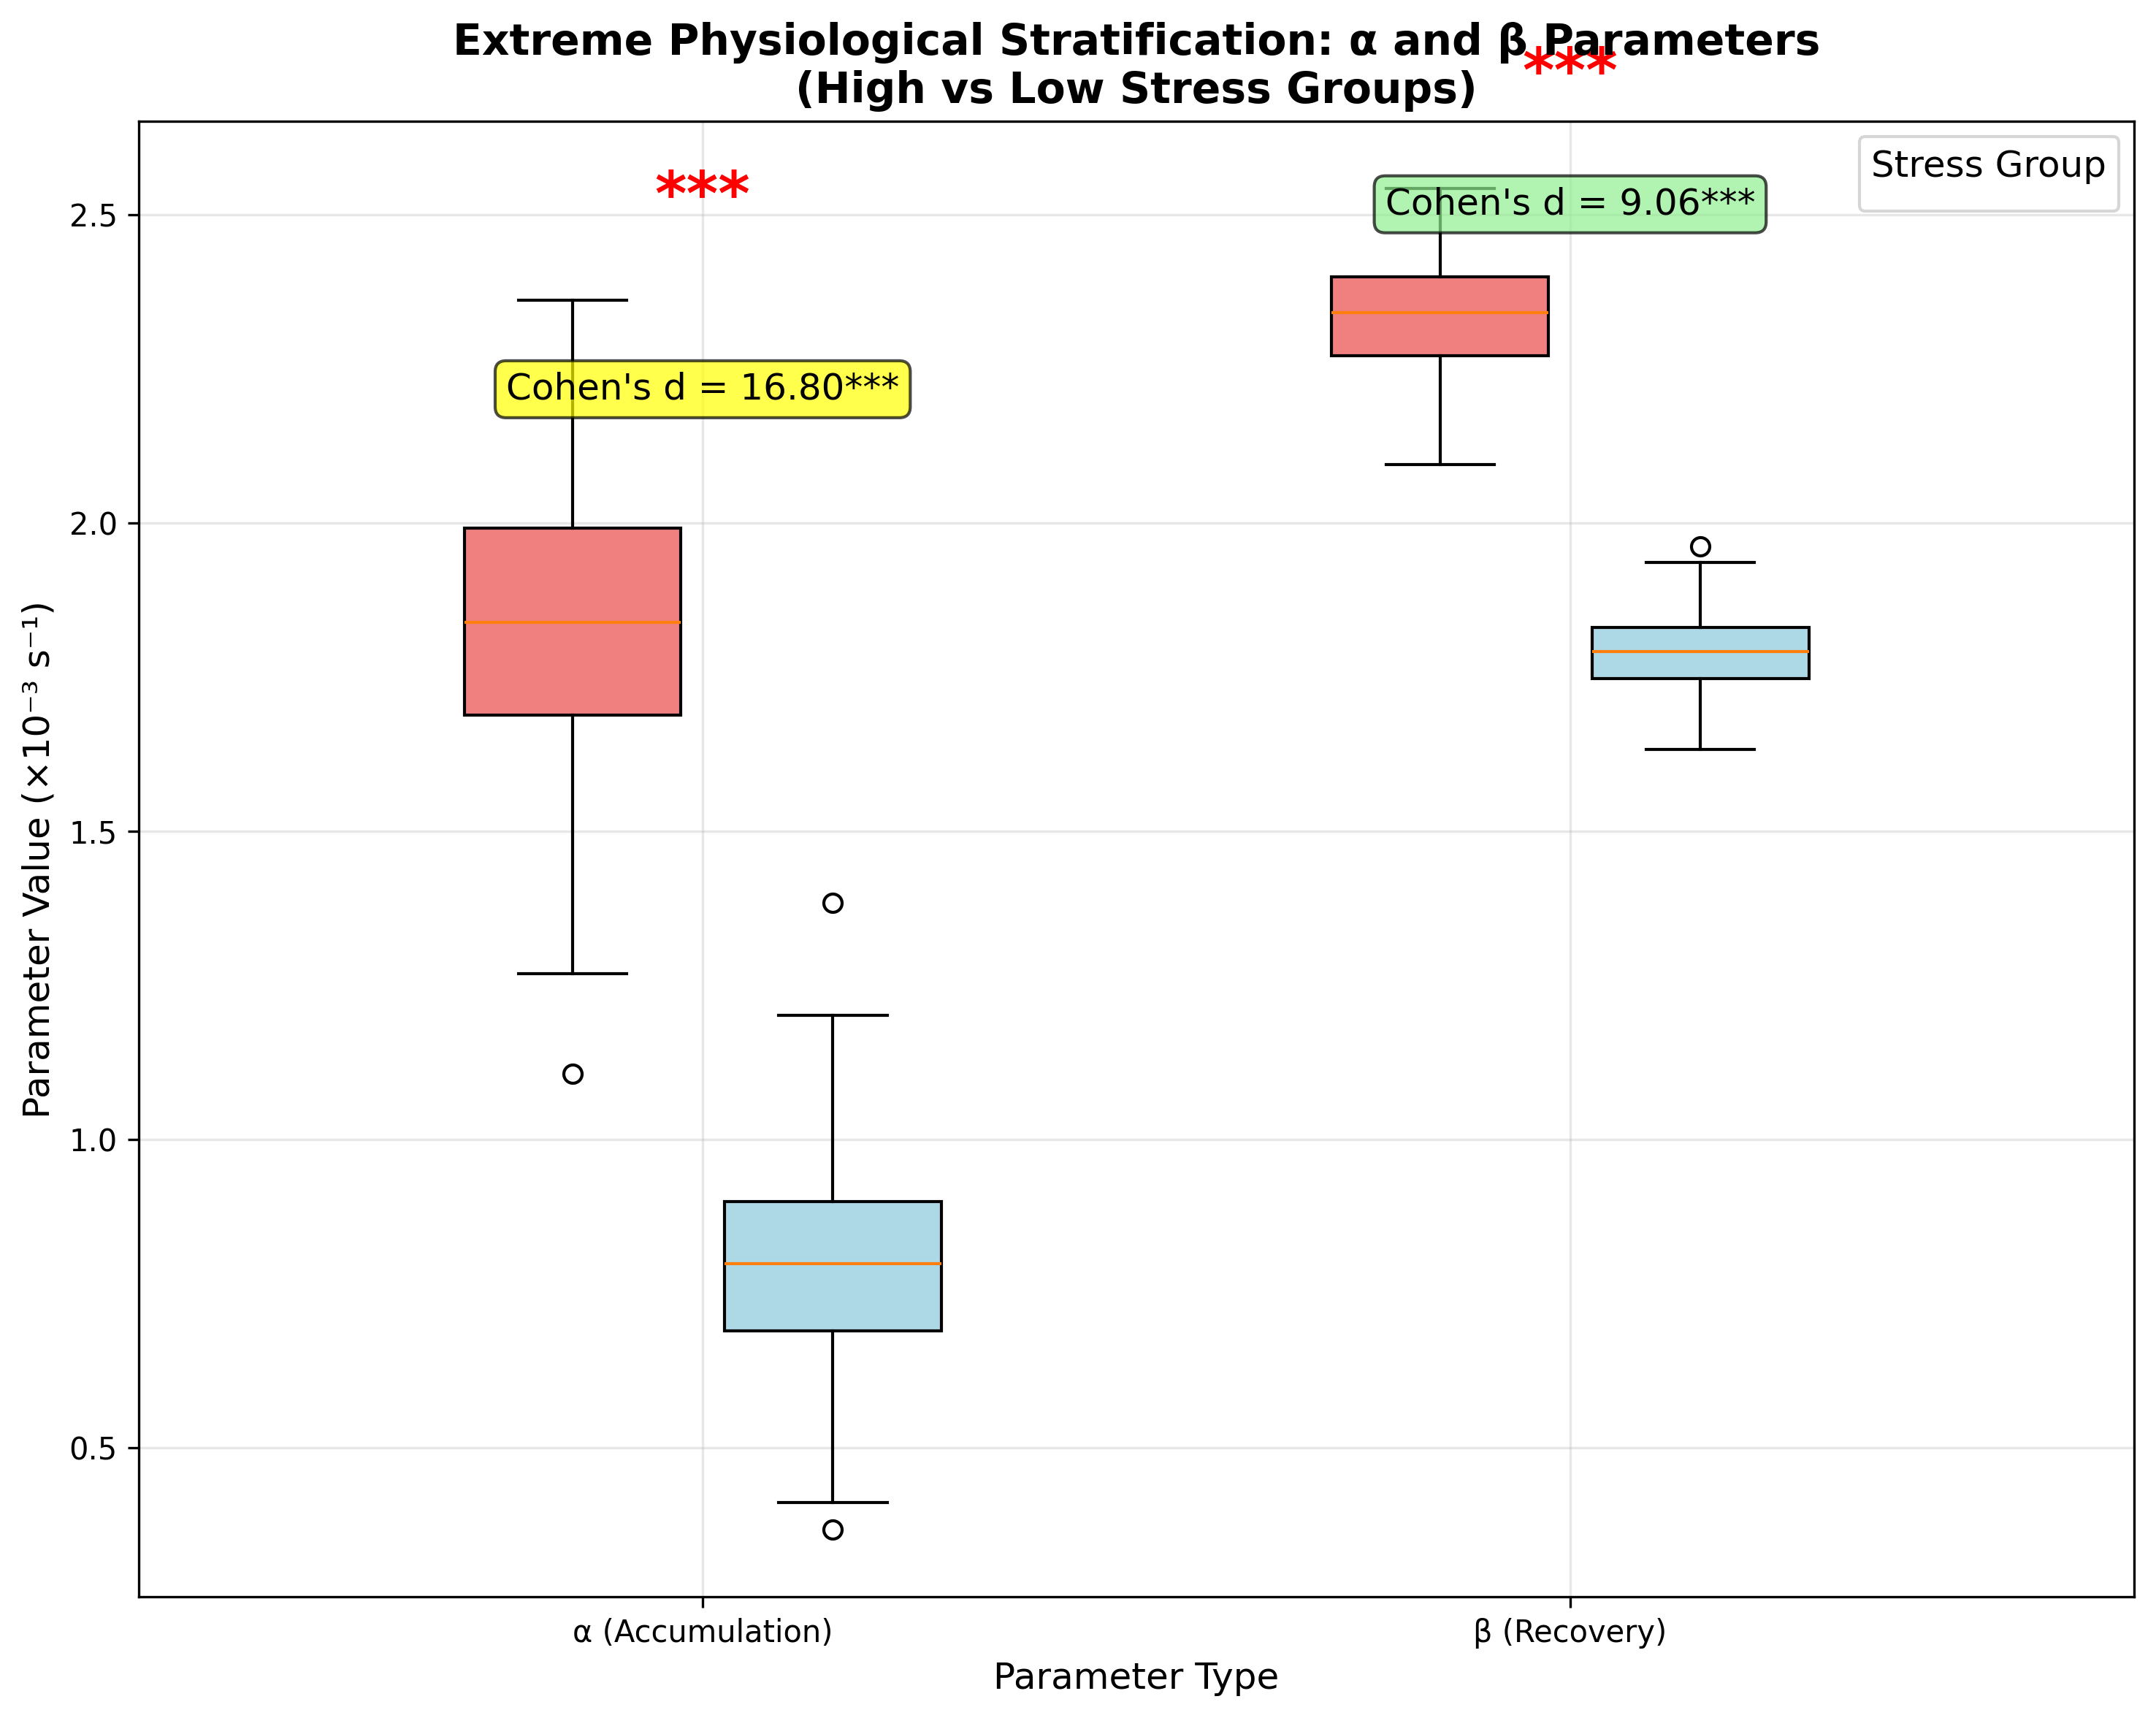 Extreme Physiological Stratification: α and β Parameters
(High vs Low Stress Groups)
***
***
Stress Group
Cohen's d = 9.06***
Cohen's d = 16.80***
Parameter Value (×10⁻³ s⁻¹)
2.5
2.0
1.5
1.0
0.5
α (Accumulation)
β (Recovery)
Parameter Type